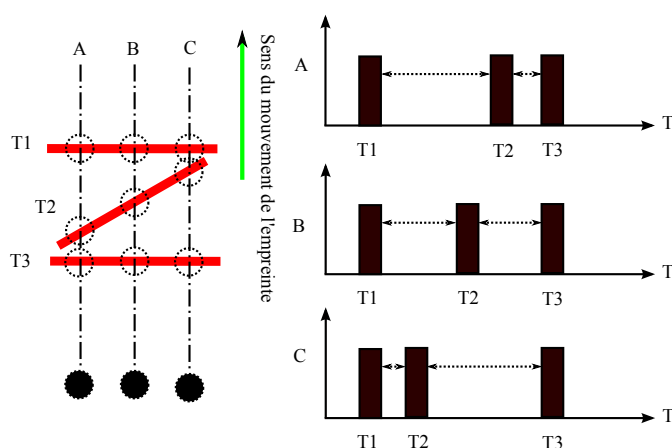 A B C
T1
T2
T3
Sens du mouvement de l'empreinte
A
T
T1 T2 T3
B
T
T1 T2 T3
C
T
T1 T2 T3